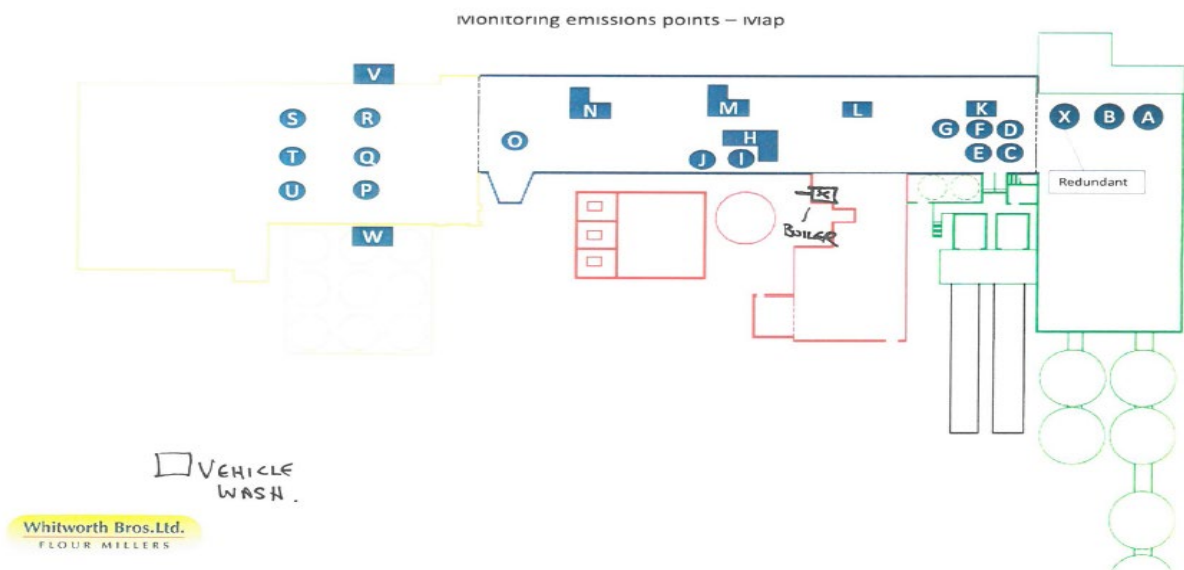 Monitoring emissions points – Map
V
S R
T Q
U P
W
O
N
M
H
J I
L
K
G F D
E C
X B A
Redundant
BOILER
VEHICLE
WASH.
Whitworth Bros.Ltd.
FLOUR MILLERS